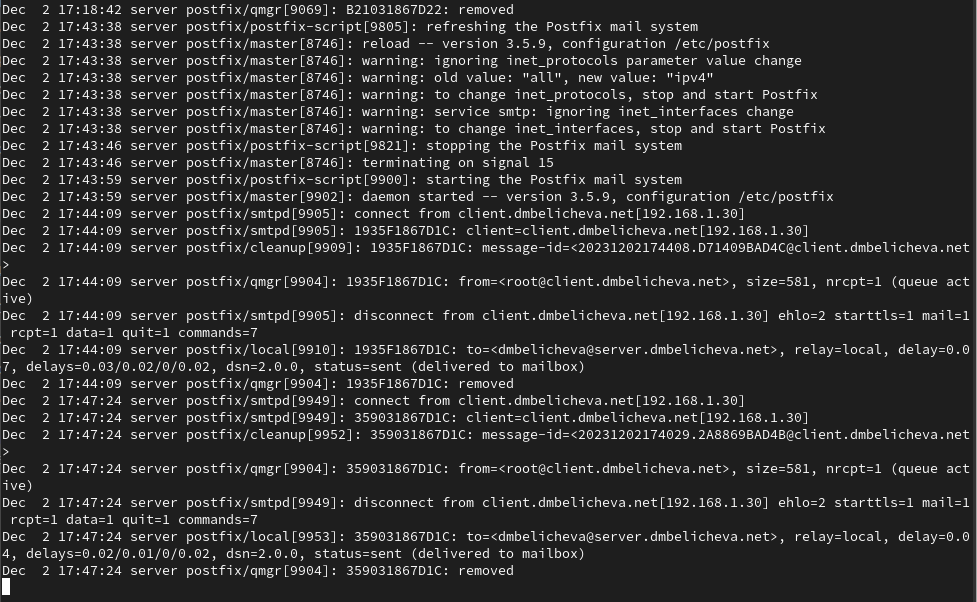 Dec  2 17:18:42 server postfix/qmgr[9069]: B21031867D22: removed
Dec  2 17:43:38 server postfix/postfix-script[9805]: refreshing the Postfix mail system
Dec  2 17:43:38 server postfix/master[8746]: reload -- version 3.5.9, configuration /etc/postfix
Dec  2 17:43:38 server postfix/master[8746]: warning: ignoring inet_protocols parameter value change
Dec  2 17:43:38 server postfix/master[8746]: warning: old value: "all", new value: "ipv4"
Dec  2 17:43:38 server postfix/master[8746]: warning: to change inet_protocols, stop and start Postfix
Dec  2 17:43:38 server postfix/master[8746]: warning: service smtp: ignoring inet_interfaces change
Dec  2 17:43:38 server postfix/master[8746]: warning: to change inet_interfaces, stop and start Postfix
Dec  2 17:43:46 server postfix/postfix-script[9821]: stopping the Postfix mail system
Dec  2 17:43:46 server postfix/master[8746]: terminating on signal 15
Dec  2 17:43:59 server postfix/postfix-script[9900]: starting the Postfix mail system
Dec  2 17:43:59 server postfix/master[9902]: daemon started -- version 3.5.9, configuration /etc/postfix
Dec  2 17:44:09 server postfix/smtpd[9905]: connect from client.dmbelicheva.net[192.168.1.30]
Dec  2 17:44:09 server postfix/smtpd[9905]: 1935F1867D1C: client=client.dmbelicheva.net[192.168.1.30]
Dec  2 17:44:09 server postfix/cleanup[9909]: 1935F1867D1C: message-id=<20231202174408.D71409BAD4C@client.dmbelicheva.net
>
Dec  2 17:44:09 server postfix/qmgr[9904]: 1935F1867D1C: from=<root@client.dmbelicheva.net>, size=581, nrcpt=1 (queue act
ive)
Dec  2 17:44:09 server postfix/smtpd[9905]: disconnect from client.dmbelicheva.net[192.168.1.30] ehlo=2 starttls=1 mail=1
 rcpt=1 data=1 quit=1 commands=7
Dec  2 17:44:09 server postfix/local[9910]: 1935F1867D1C: to=<dmbelicheva@server.dmbelicheva.net>, relay=local, delay=0.0
7, delays=0.03/0.02/0/0.02, dsn=2.0.0, status=sent (delivered to mailbox)
Dec  2 17:44:09 server postfix/qmgr[9904]: 1935F1867D1C: removed
Dec  2 17:47:24 server postfix/smtpd[9949]: connect from client.dmbelicheva.net[192.168.1.30]
Dec  2 17:47:24 server postfix/smtpd[9949]: 359031867D1C: client=client.dmbelicheva.net[192.168.1.30]
Dec  2 17:47:24 server postfix/cleanup[9952]: 359031867D1C: message-id=<20231202174029.2A8869BAD4B@client.dmbelicheva.net
>
Dec  2 17:47:24 server postfix/qmgr[9904]: 359031867D1C: from=<root@client.dmbelicheva.net>, size=581, nrcpt=1 (queue act
ive)
Dec  2 17:47:24 server postfix/smtpd[9949]: disconnect from client.dmbelicheva.net[192.168.1.30] ehlo=2 starttls=1 mail=1
 rcpt=1 data=1 quit=1 commands=7
Dec  2 17:47:24 server postfix/local[9953]: 359031867D1C: to=<dmbelicheva@server.dmbelicheva.net>, relay=local, delay=0.0
4, delays=0.02/0.01/0/0.02, dsn=2.0.0, status=sent (delivered to mailbox)
Dec  2 17:47:24 server postfix/qmgr[9904]: 359031867D1C: removed